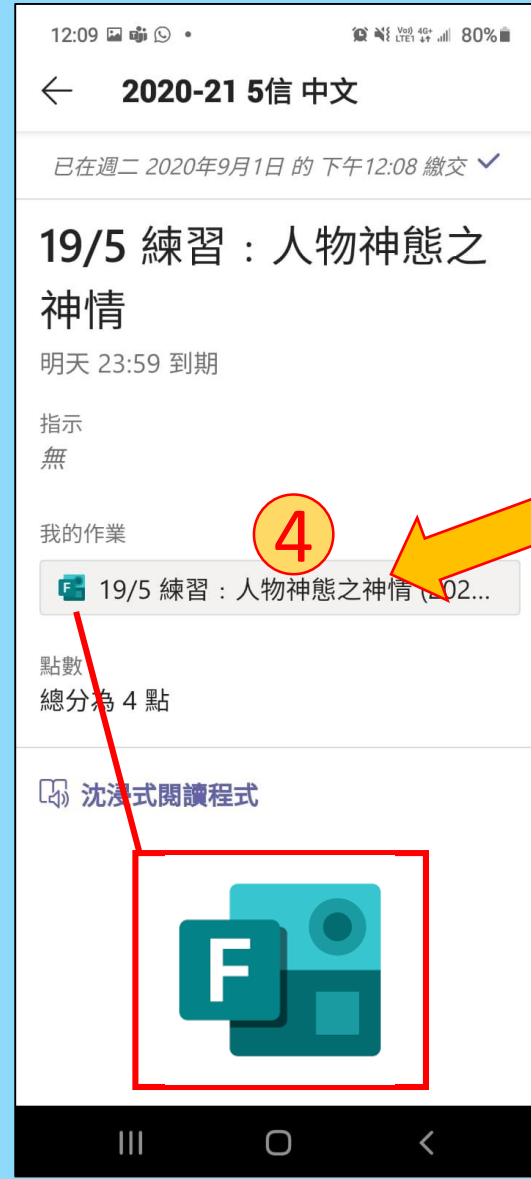 12:09
Vo)) 4G+
LTE1 80%
2020-21 5信 中文
已在週二 2020年9月1日 的 下午12:08 繳交
19/5 練習：人物神態之
神情
明天 23:59 到期
指示
無
我的作業
4
19/5 練習：人物神態之神情 (202...
點數
總分為 4 點
沈浸式閱讀程式
F